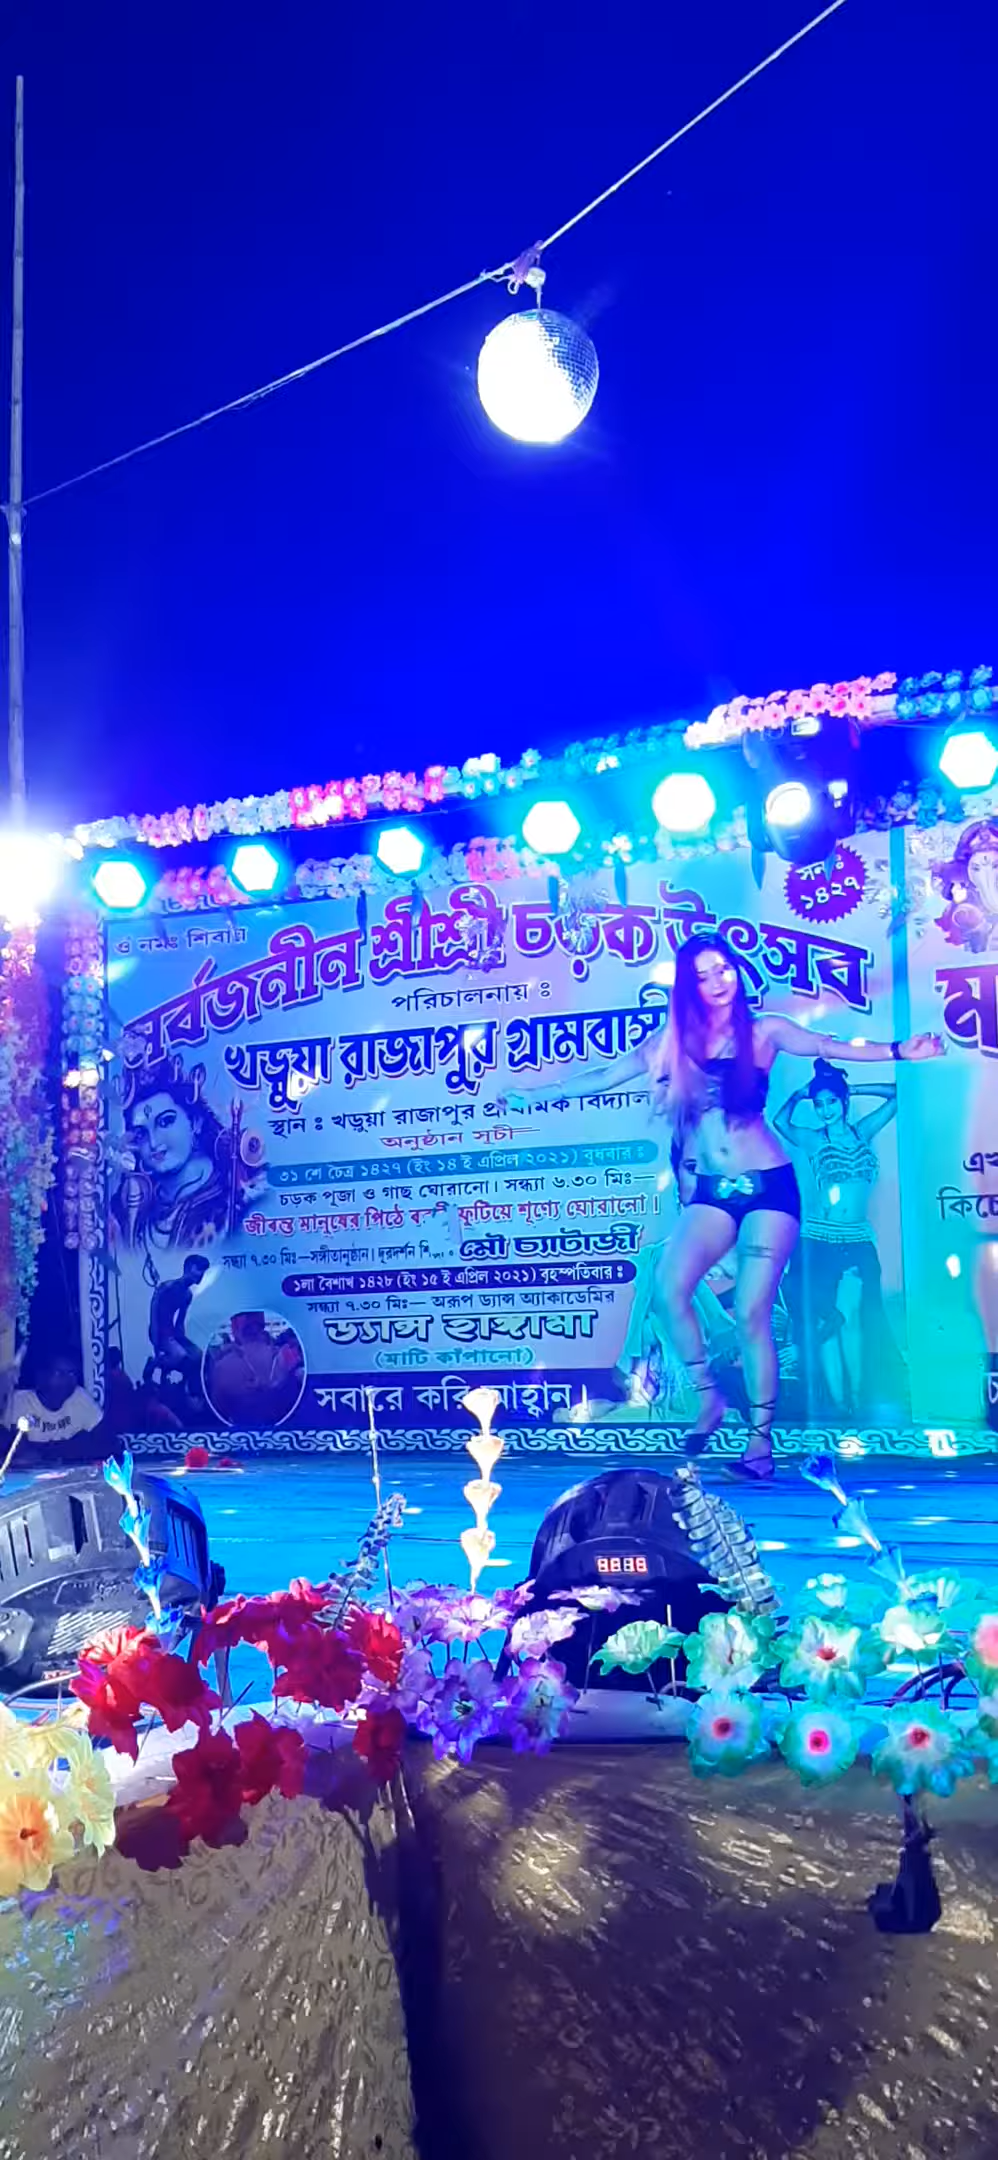 ওঁ নমঃ শিবায়
সন ঃ
১৪২৭
সর্বজনীন শ্রীশ্রী চড়ক উৎসব
পরিচালনায় ঃ
খড়ুয়া রাজাপুর গ্রামবাসী
স্থান ঃ খড়ুয়া রাজাপুর প্রাথমিক বিদ্যাল
অনুষ্ঠান সূচী
৩১ শে চৈত্র ১৪২৭ (ইং ১৪ ই এপ্রিল ২০২১) বুধবার ঃ
চড়ক পূজা ও গাছ ঘোরানো। সন্ধ্যা ৬.৩০ মিঃ—
জীবন্ত মানুষের পিঠে ফুটিয়ে শূণ্যে ঘোরানো।
সন্ধ্যা ৭.৩০ মিঃ—সঙ্গীতানুষ্ঠান। দূরদর্শন মৌ চ্যাটার্জী
১লা বৈশাখ ১৪২৮ (ইং ১৫ ই এপ্রিল ২০২১) বৃহস্পতিবার ঃ
সন্ধ্যা ৭.৩০ মিঃ— অরূপ ড্যান্স অ্যাকাডেমির
ড্যান্স হাঙ্গামা
(মাটি কাঁপানো)
সবারে করি আহ্বান।